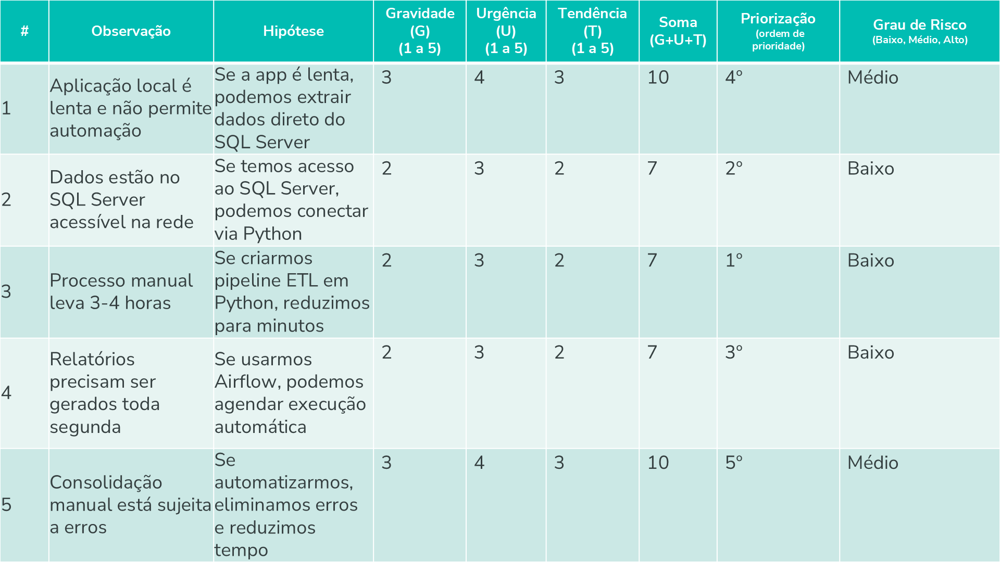 #
Observação
Hipótese
Gravidade
(G)
(1 a 5)
Urgência
(U)
(1 a 5)
Tendência
(T)
(1 a 5)
Soma
(G+U+T)
Priorização
(ordem de
prioridade)
Grau de Risco
(Baixo, Médio, Alto)
1
Aplicação local é
lenta e não permite
automação
Se a app é lenta,
podemos extrair
dados direto do
SQL Server
3
4
3
10
4º
Médio
2
Dados estão no
SQL Server
acessível na rede
Se temos acesso
ao SQL Server,
podemos conectar
via Python
2
3
2
7
2º
Baixo
3
Processo manual
leva 3-4 horas
Se criarmos
pipeline ETL em
Python, reduzimos
para minutos
2
3
2
7
1º
Baixo
4
Relatórios
precisam ser
gerados toda
segunda
Se usarmos
Airflow, podemos
agendar execução
automática
2
3
2
7
3º
Baixo
5
Consolidação
manual está sujeita
a erros
Se
automatizarmos,
eliminamos erros
e reduzimos
tempo
3
4
3
10
5º
Médio